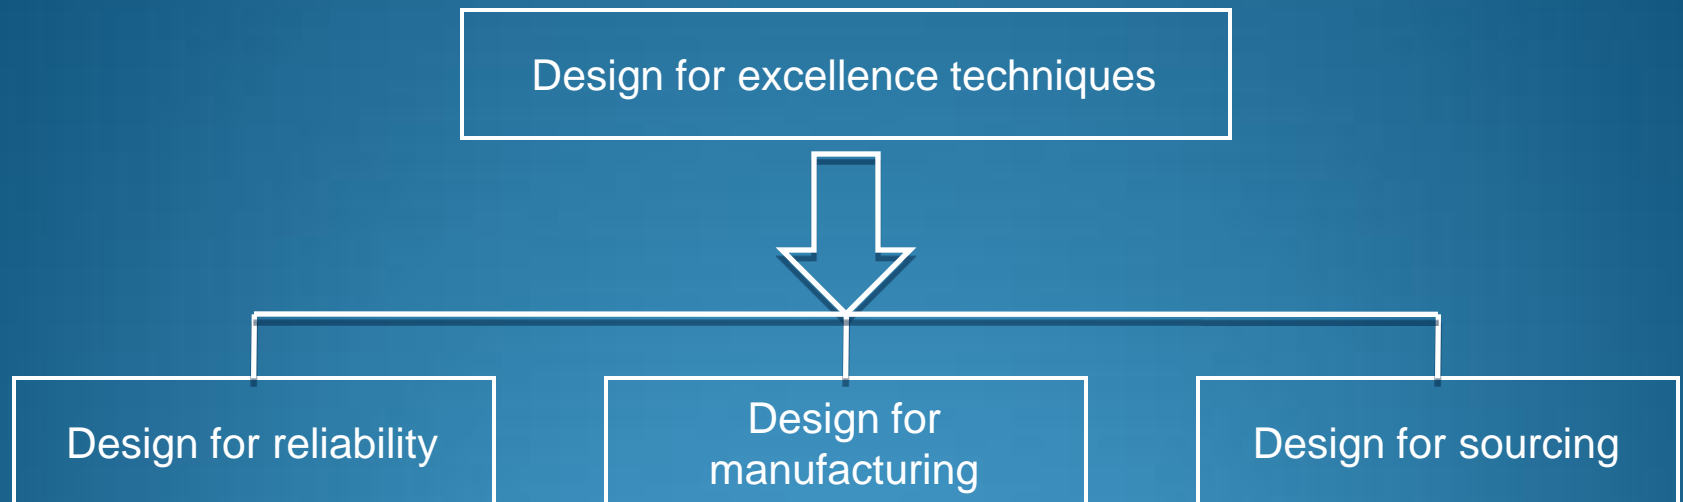 Design for excellence techniques
Design for reliability
Design for
manufacturing
Design for sourcing